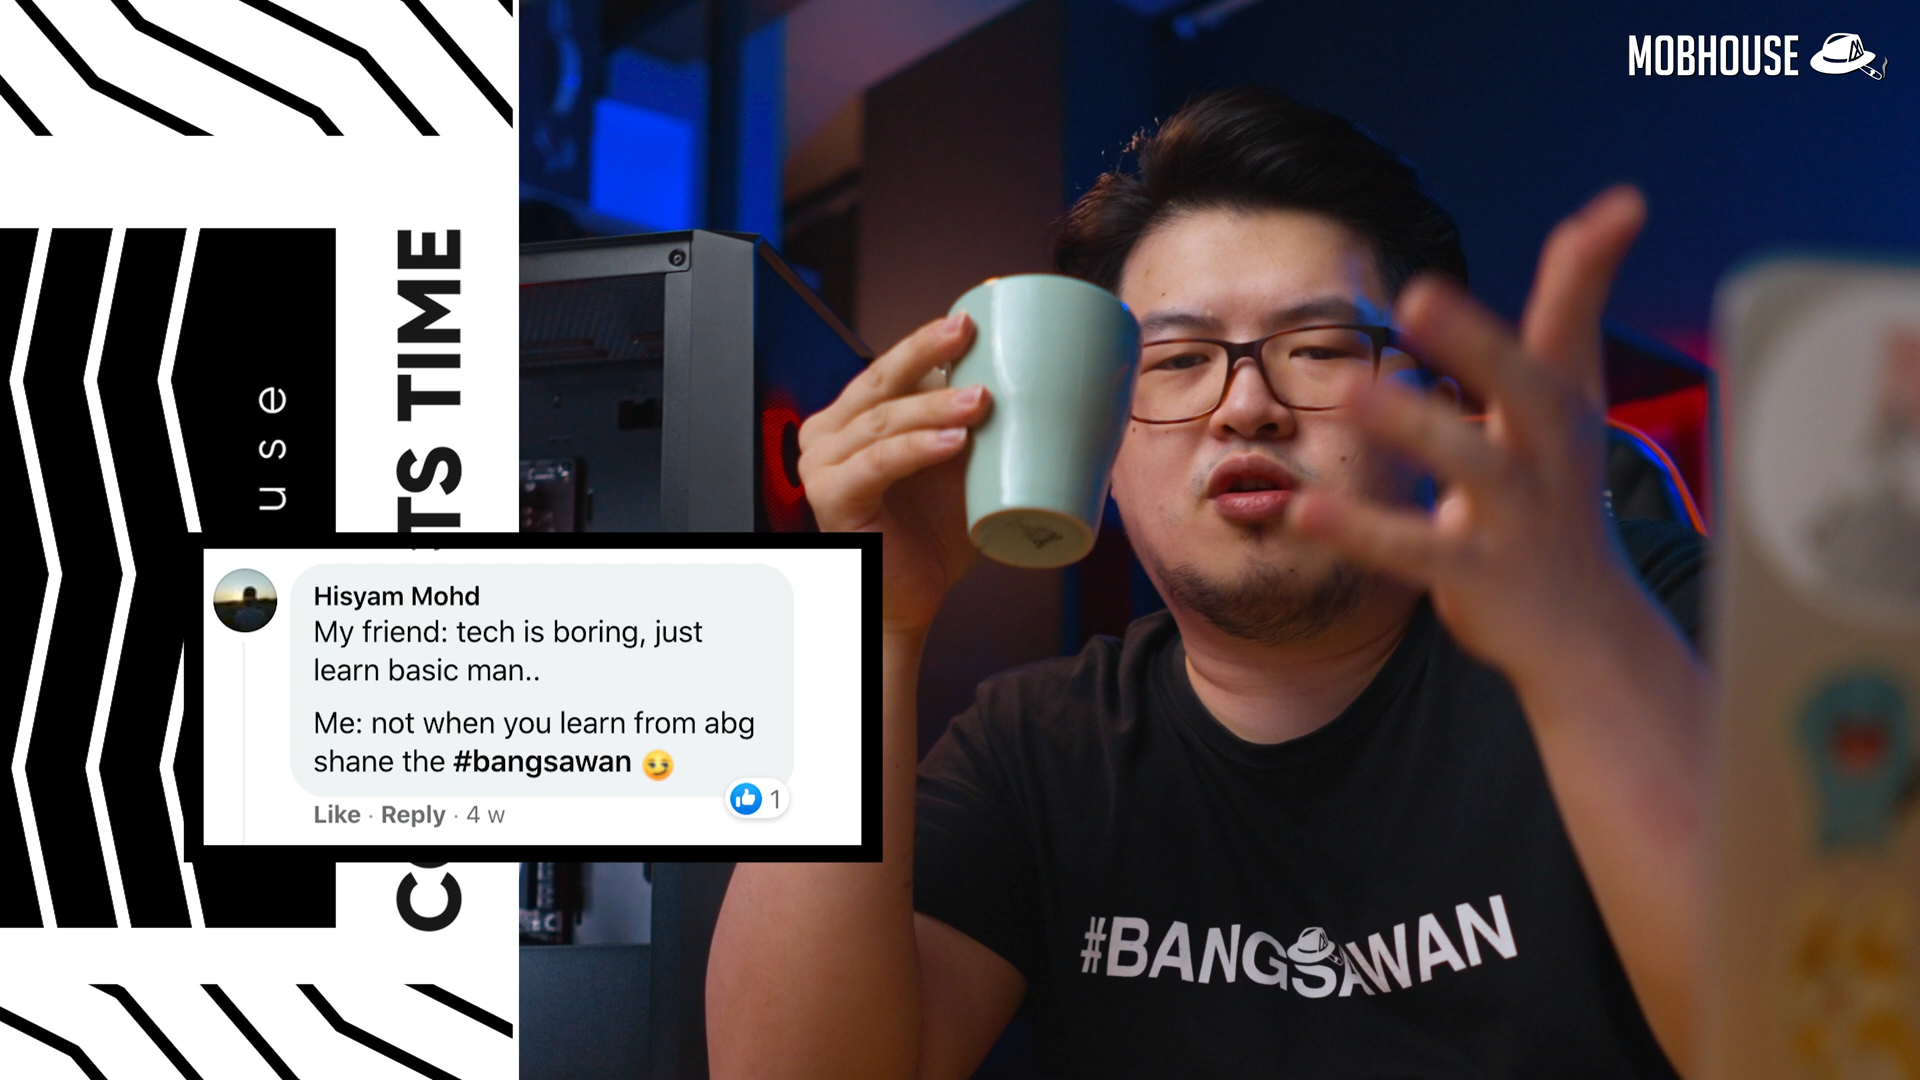 MOBHOUSE
use
TS TIME
Hisyam Mohd
My friend: tech is boring, just
learn basic man..
Me: not when you learn from abg
shane the #bangsawan 😏
1
Like · Reply · 4 w
#BANGSAWAN